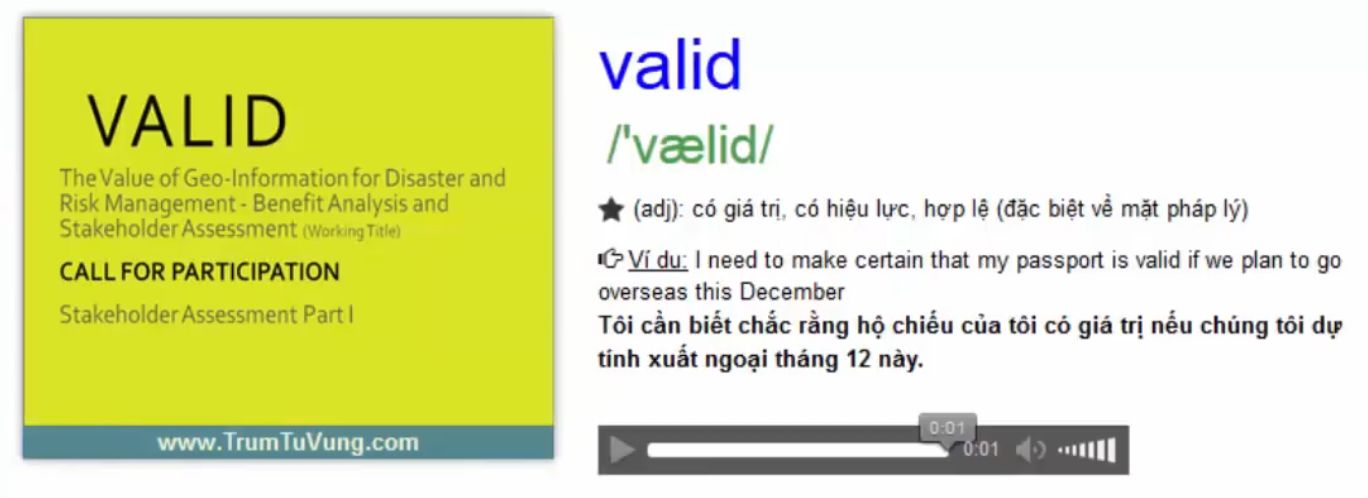 VALID
The Value of Geo-Information for Disaster and
Risk Management - Benefit Analysis and
Stakeholder Assessment (Working Title)
CALL FOR PARTICIPATION
Stakeholder Assessment Part I
www.TrumTuVung.com
valid
/'vælid/
★ (adj): có giá trị, có hiệu lực, hợp lệ (đặc biệt về mặt pháp lý)
Ví dụ: I need to make certain that my passport is valid if we plan to go
overseas this December
Tôi cần biết chắc rằng hộ chiếu của tôi có giá trị nếu chúng tôi dự
tính xuất ngoại tháng 12 này.
0:01
0:01